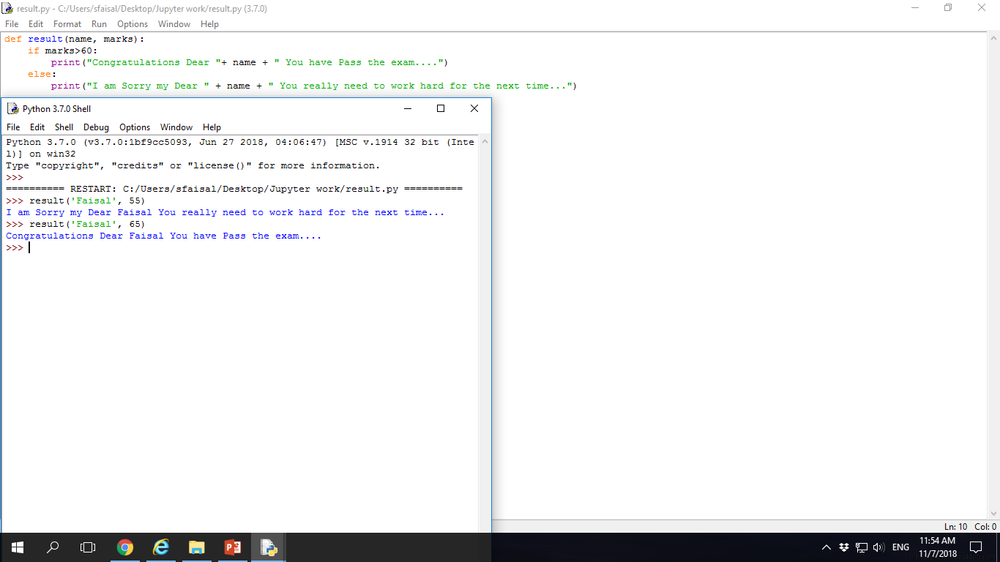 result.py - C:/Users/sfaisal/Desktop/Jupyter work/result.py (3.7.0)
File Edit Format Run Options Window Help
def result(name, marks):
    if marks>60:
        print("Congratulations Dear "+ name + " You have Pass the exam....")
    else:
        print("I am Sorry my Dear " + name + " You really need to work hard for the next time...")
Python 3.7.0 Shell
File Edit Shell Debug Options Window Help
Python 3.7.0 (v3.7.0:1bf9cc5093, Jun 27 2018, 04:06:47) [MSC v.1914 32 bit (Inte
l)] on win32
Type "copyright", "credits" or "license()" for more information.
>>>
========== RESTART: C:/Users/sfaisal/Desktop/Jupyter work/result.py ==========
>>> result('Faisal', 55)
I am Sorry my Dear Faisal You really need to work hard for the next time...
>>> result('Faisal', 65)
Congratulations Dear Faisal You have Pass the exam....
>>>
Ln: 10 Col: 0
ENG
11:54 AM
11/7/2018